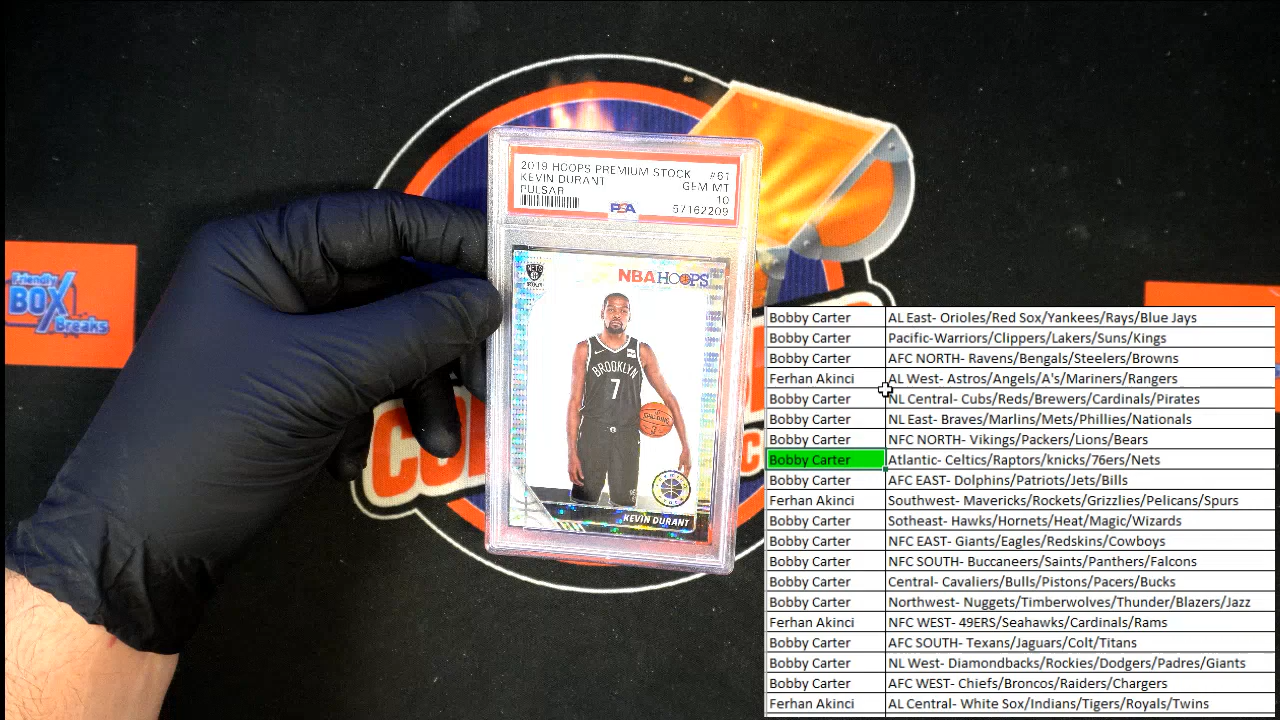 2019 HOOPS PREMIUM STOCK #61
KEVIN DURANT GEM MT
PULSAR 10
PSA 57162209
NETS
NBA HOOPS
BROOKLYN
7
SPALDING
KEVIN DURANT
Friendly
BOX
Breaks
Bobby Carter AL East- Orioles/Red Sox/Yankees/Rays/Blue Jays
Bobby Carter Pacific-Warriors/Clippers/Lakers/Suns/Kings
Bobby Carter AFC NORTH- Ravens/Bengals/Steelers/Browns
Ferhan Akinci AL West- Astros/Angels/A's/Mariners/Rangers
Bobby Carter NL Central- Cubs/Reds/Brewers/Cardinals/Pirates
Bobby Carter NL East- Braves/Marlins/Mets/Phillies/Nationals
Bobby Carter NFC NORTH- Vikings/Packers/Lions/Bears
Bobby Carter Atlantic- Celtics/Raptors/knicks/76ers/Nets
Bobby Carter AFC EAST- Dolphins/Patriots/Jets/Bills
Ferhan Akinci Southwest- Mavericks/Rockets/Grizzlies/Pelicans/Spurs
Bobby Carter Sotheast- Hawks/Hornets/Heat/Magic/Wizards
Bobby Carter NFC EAST- Giants/Eagles/Redskins/Cowboys
Bobby Carter NFC SOUTH- Buccaneers/Saints/Panthers/Falcons
Bobby Carter Central- Cavaliers/Bulls/Pistons/Pacers/Bucks
Bobby Carter Northwest- Nuggets/Timberwolves/Thunder/Blazers/Jazz
Ferhan Akinci NFC WEST- 49ERS/Seahawks/Cardinals/Rams
Bobby Carter AFC SOUTH- Texans/Jaguars/Colt/Titans
Bobby Carter NL West- Diamondbacks/Rockies/Dodgers/Padres/Giants
Bobby Carter AFC WEST- Chiefs/Broncos/Raiders/Chargers
Ferhan Akinci AL Central- White Sox/Indians/Tigers/Royals/Twins